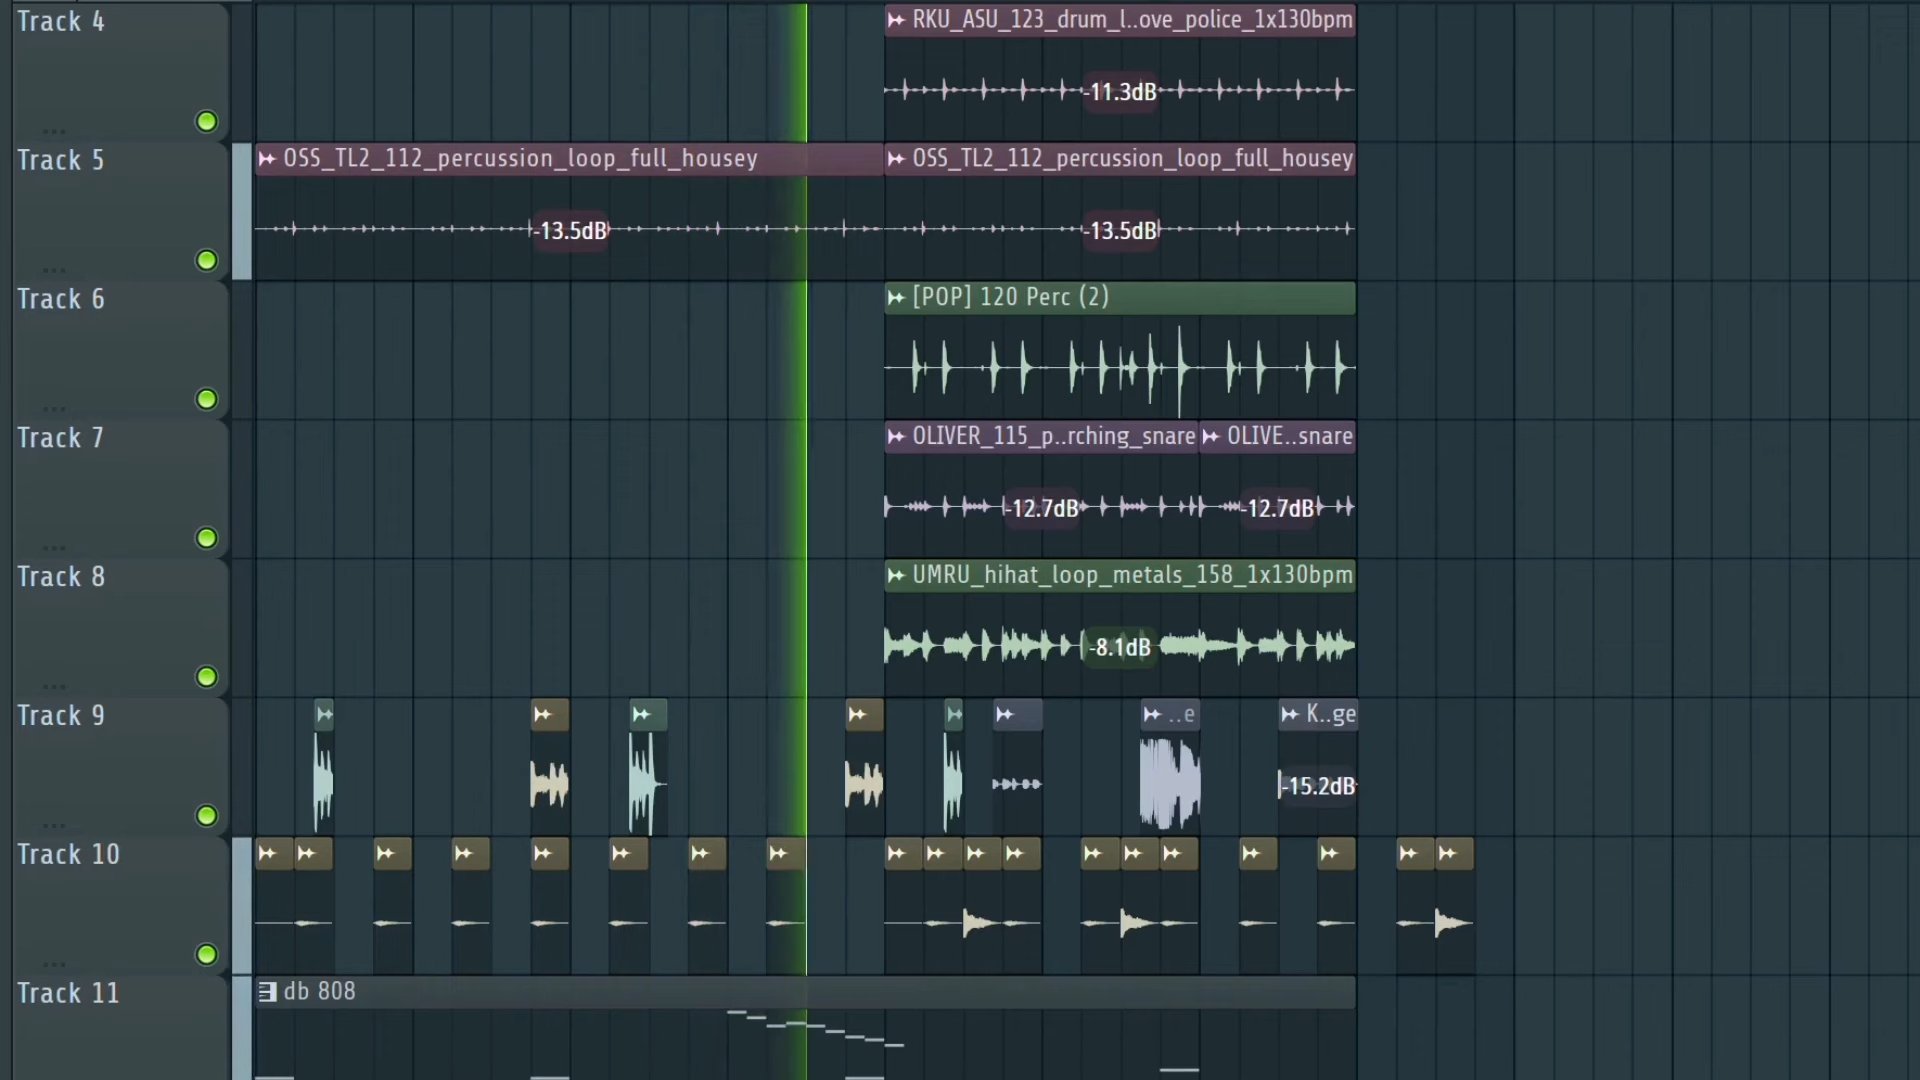 Track 4
RKU_ASU_123_drum_l..ove_police_1x130bpm
-11.3dB
Track 5
OSS_TL2_112_percussion_loop_full_housey
OSS_TL2_112_percussion_loop_full_housey
-13.5dB
-13.5dB
Track 6
[POP] 120 Perc (2)
Track 7
OLIVER_115_p..rching_snare
OLIVE..snare
-12.7dB
-12.7dB
Track 8
UMRU_hihat_loop_metals_158_1x130bpm
-8.1dB
Track 9
..e
K..ge
-15.2dB
Track 10
Track 11
db 808